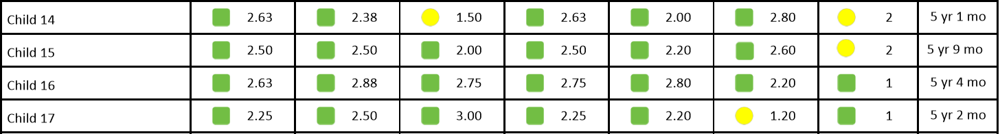 Child 14 2.63 2.38 1.50 2.63 2.00 2.80 2 5 yr 1 mo
Child 15 2.50 2.50 2.00 2.50 2.20 2.60 2 5 yr 9 mo
Child 16 2.63 2.88 2.75 2.75 2.80 2.20 1 5 yr 4 mo
Child 17 2.25 2.50 3.00 2.25 2.20 1.20 1 5 yr 2 mo